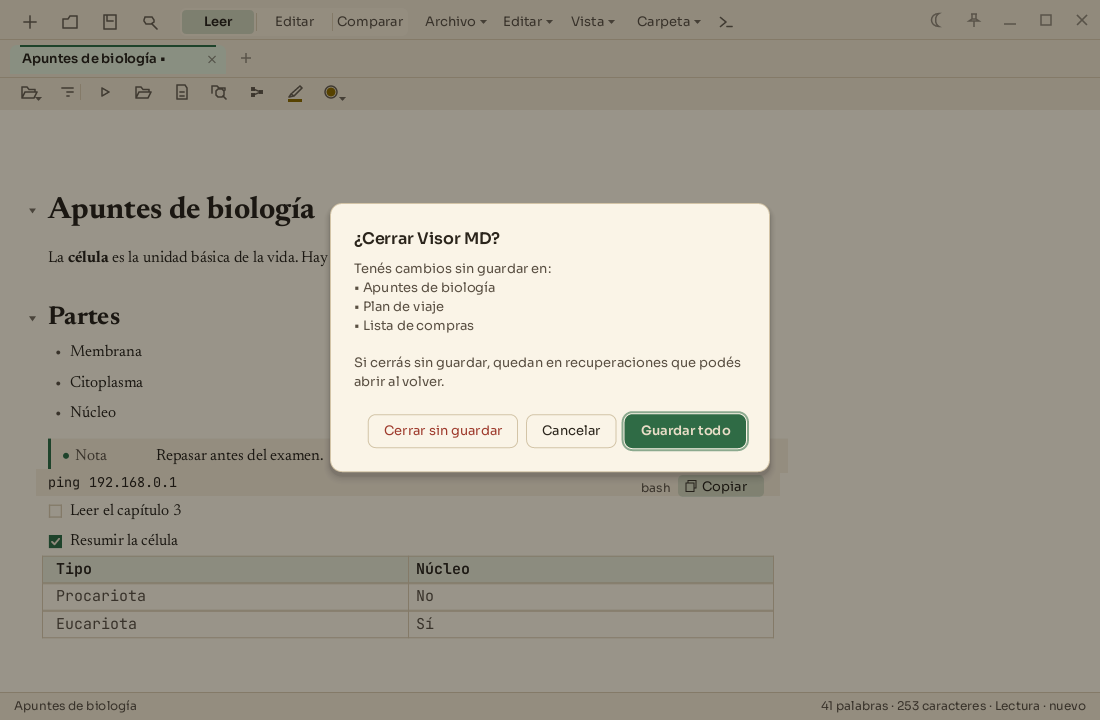 Leer Editar Comparar Archivo Editar Vista Carpeta
Apuntes de biología •
Apuntes de biología
La célula es la unidad básica de la vida. Hay
Partes
• Membrana
• Citoplasma
• Núcleo
• Nota Repasar antes del examen.
ping 192.168.0.1
bash Copiar
Leer el capítulo 3
Resumir la célula
Tipo Núcleo
Procariota No
Eucariota Sí
¿Cerrar Visor MD?
Tenés cambios sin guardar en:
• Apuntes de biología
• Plan de viaje
• Lista de compras
Si cerrás sin guardar, quedan en recuperaciones que podés
abrir al volver.
Cerrar sin guardar Cancelar Guardar todo
Apuntes de biología 41 palabras · 253 caracteres · Lectura · nuevo